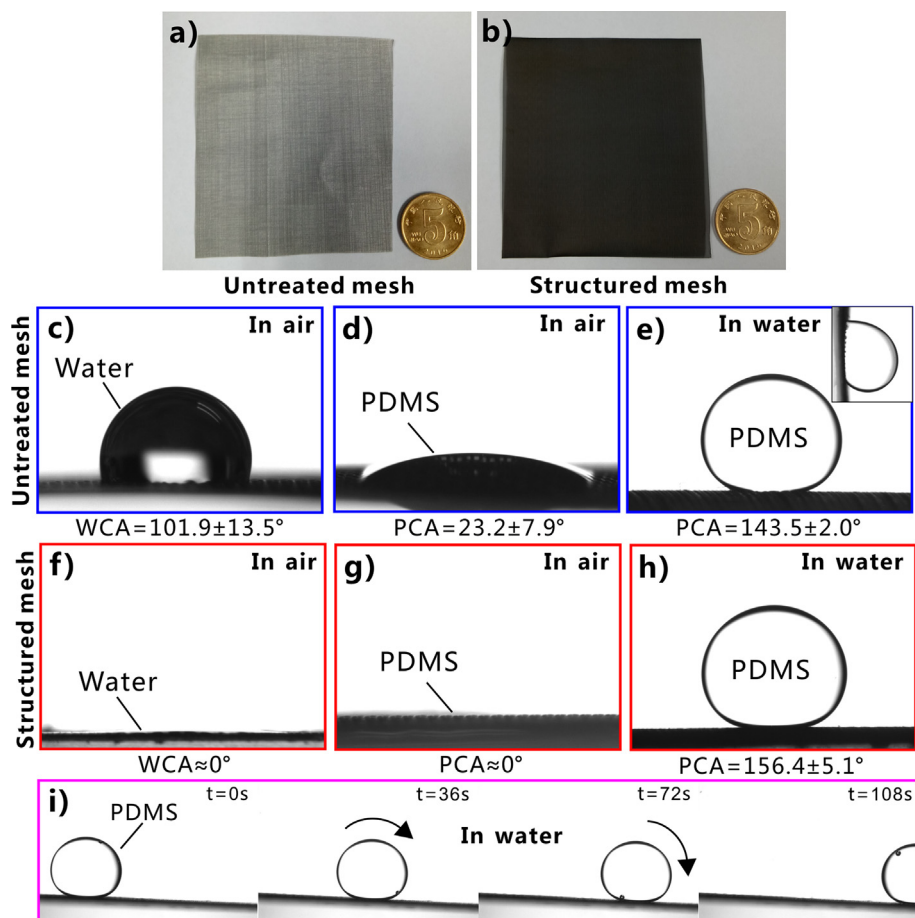 a)
b)
5
5
Untreated mesh
Structured mesh
Untreated mesh
c)
In air
Water
WCA=101.9±13.5°
d)
In air
PDMS
PCA=23.2±7.9°
e)
In water
PDMS
PCA=143.5±2.0°
Structured mesh
f)
In air
Water
WCA≈0°
g)
In air
PDMS
PCA≈0°
h)
In water
PDMS
PCA=156.4±5.1°
i)
PDMS
t=0s
t=36s
In water
t=72s
t=108s